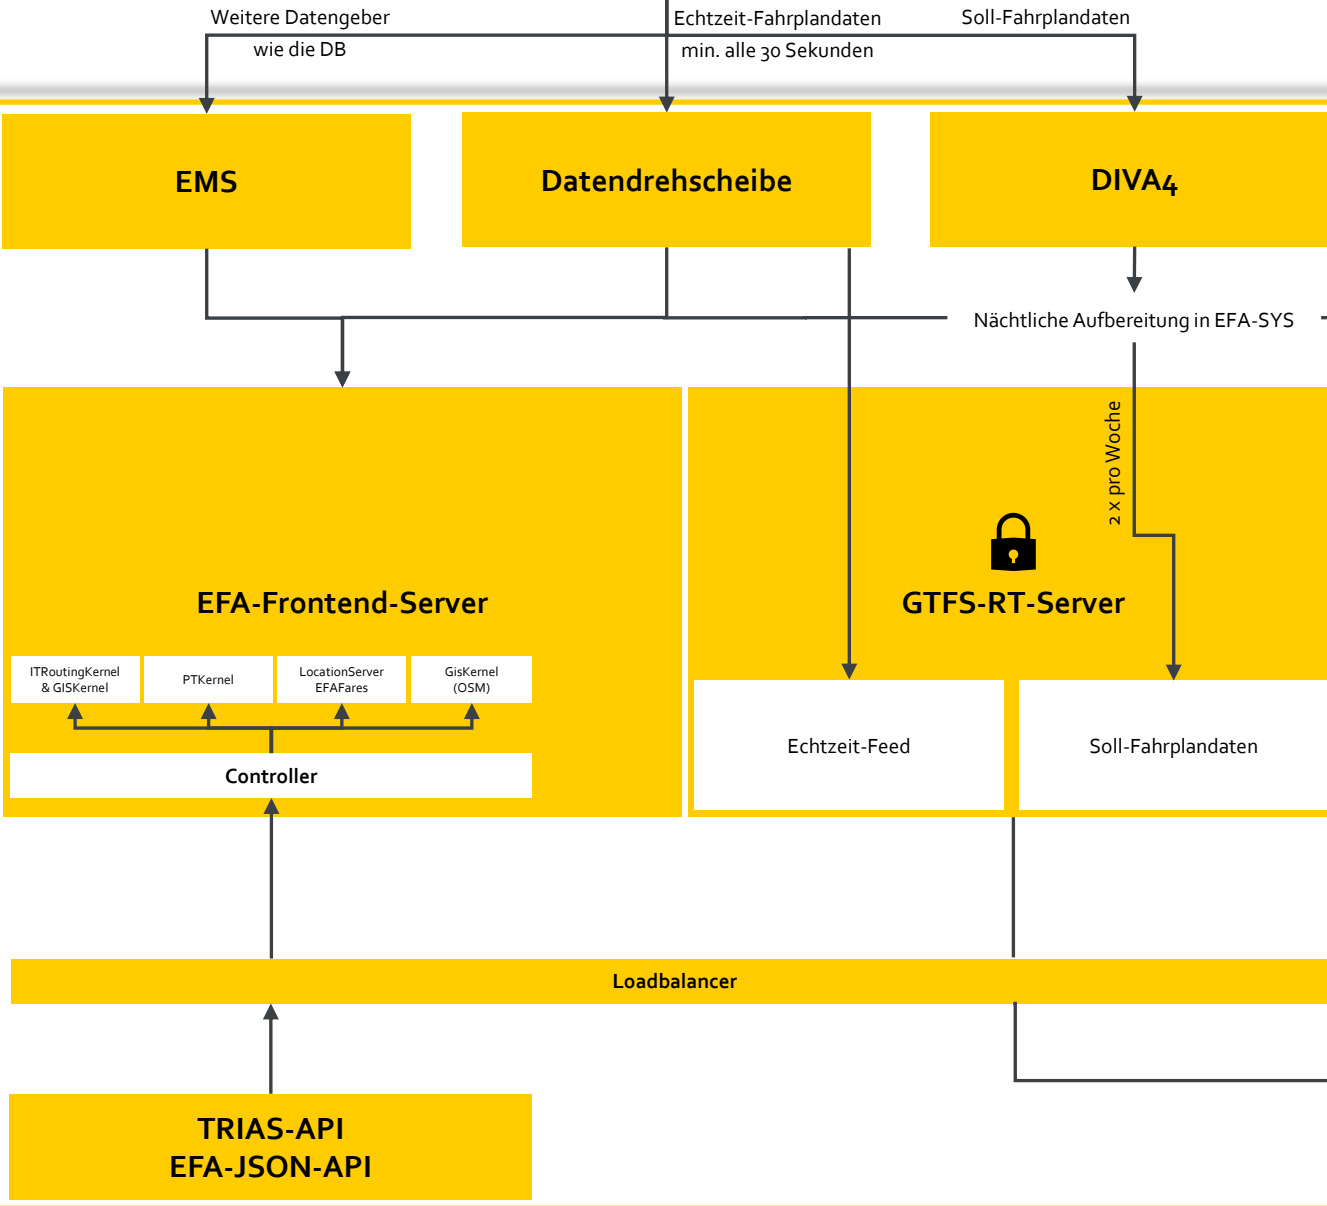 Weitere Datengeber
wie die DB
Echtzeit-Fahrplandaten
min. alle 30 Sekunden
Soll-Fahrplandaten
EMS
Datendrehscheibe
DIVA4
Nächtliche Aufbereitung in EFA-SYS
2 x pro Woche
EFA-Frontend-Server
GTFS-RT-Server
ITRoutingKernel
& GISKernel
PTKernel
LocationServer
EFAFares
GisKernel
(OSM)
Controller
Echtzeit-Feed
Soll-Fahrplandaten
Loadbalancer
TRIAS-API
EFA-JSON-API